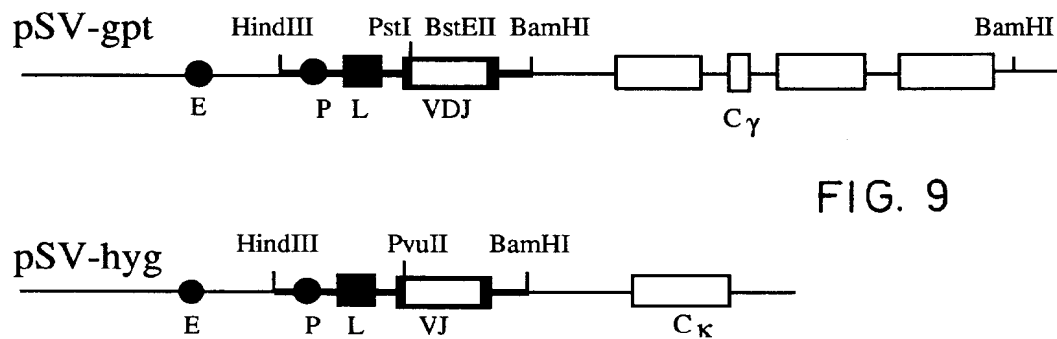 pSV-gpt
HindIII PstI BstEII BamHI BamHI
E P L VDJ Cγ
FIG. 9
pSV-hyg
HindIII PvuII BamHI
E P L VJ Cκ